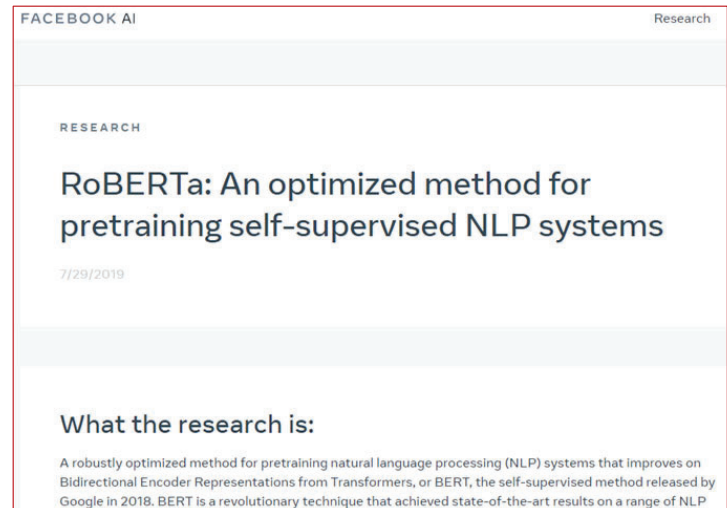 FACEBOOK AI
Research
RESEARCH
RoBERTa: An optimized method for
pretraining self-supervised NLP systems
7/29/2019
What the research is:
A robustly optimized method for pretraining natural language processing (NLP) systems that improves on
Bidirectional Encoder Representations from Transformers, or BERT, the self-supervised method released by
Google in 2018. BERT is a revolutionary technique that achieved state-of-the-art results on a range of NLP